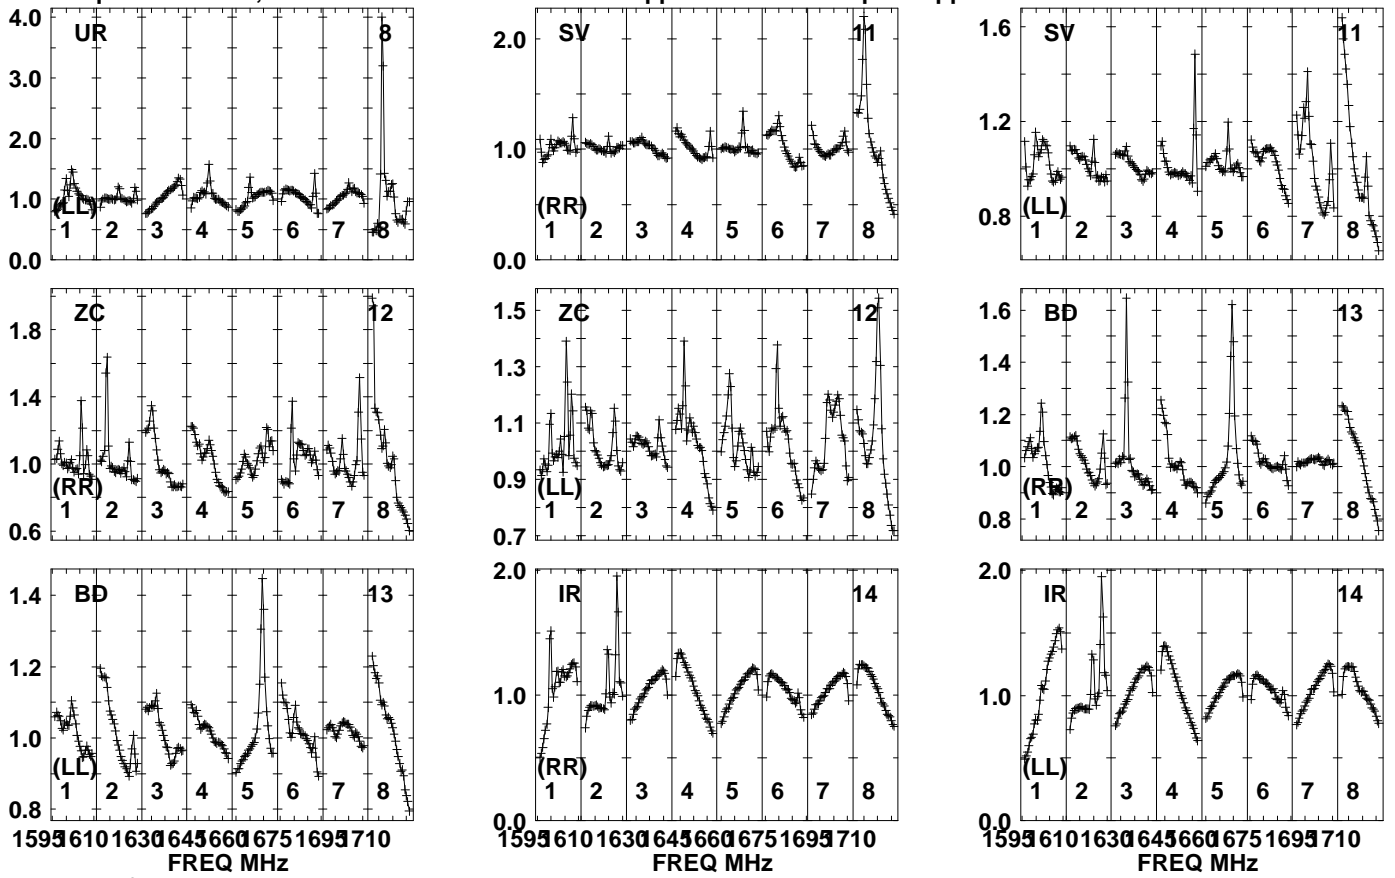 4.0 UR 8 2.0 SV 11 1.6 SV 11
3.0
2.0 1.0 1.2
1.0 (LL) (RR) 0.8 (LL)
1 2 3 4 5 6 7 8 1 2 3 4 5 6 7 8 1 2 3 4 5 6 7 8
0.0 0.0
1.8 ZC 12 1.5 ZC 12 1.6 BD 13
1.4 1.3 1.4
1.1 1.2
1.0 (RR) 0.9 (LL) 1.0 (RR)
1 2 3 4 5 6 7 8 1 2 3 4 5 6 7 8 0.8 1 2 3 4 5 6 7 8
0.6 0.7
BD 13 2.0 IR 14 2.0 IR 14
1.4
1.2 1.0 1.0
1.0 (LL) (RR) (LL)
1 2 3 4 5 6 7 8 1 2 3 4 5 6 7 8 1 2 3 4 5 6 7 8
0.8 0.0 0.0
1595 1610 1630 1645 1660 1675 1695 1710 1595 1610 1630 1645 1660 1675 1695 1710 1595 1610 1630 1645 1660 1675 1695 1710
FREQ MHz FREQ MHz FREQ MHz